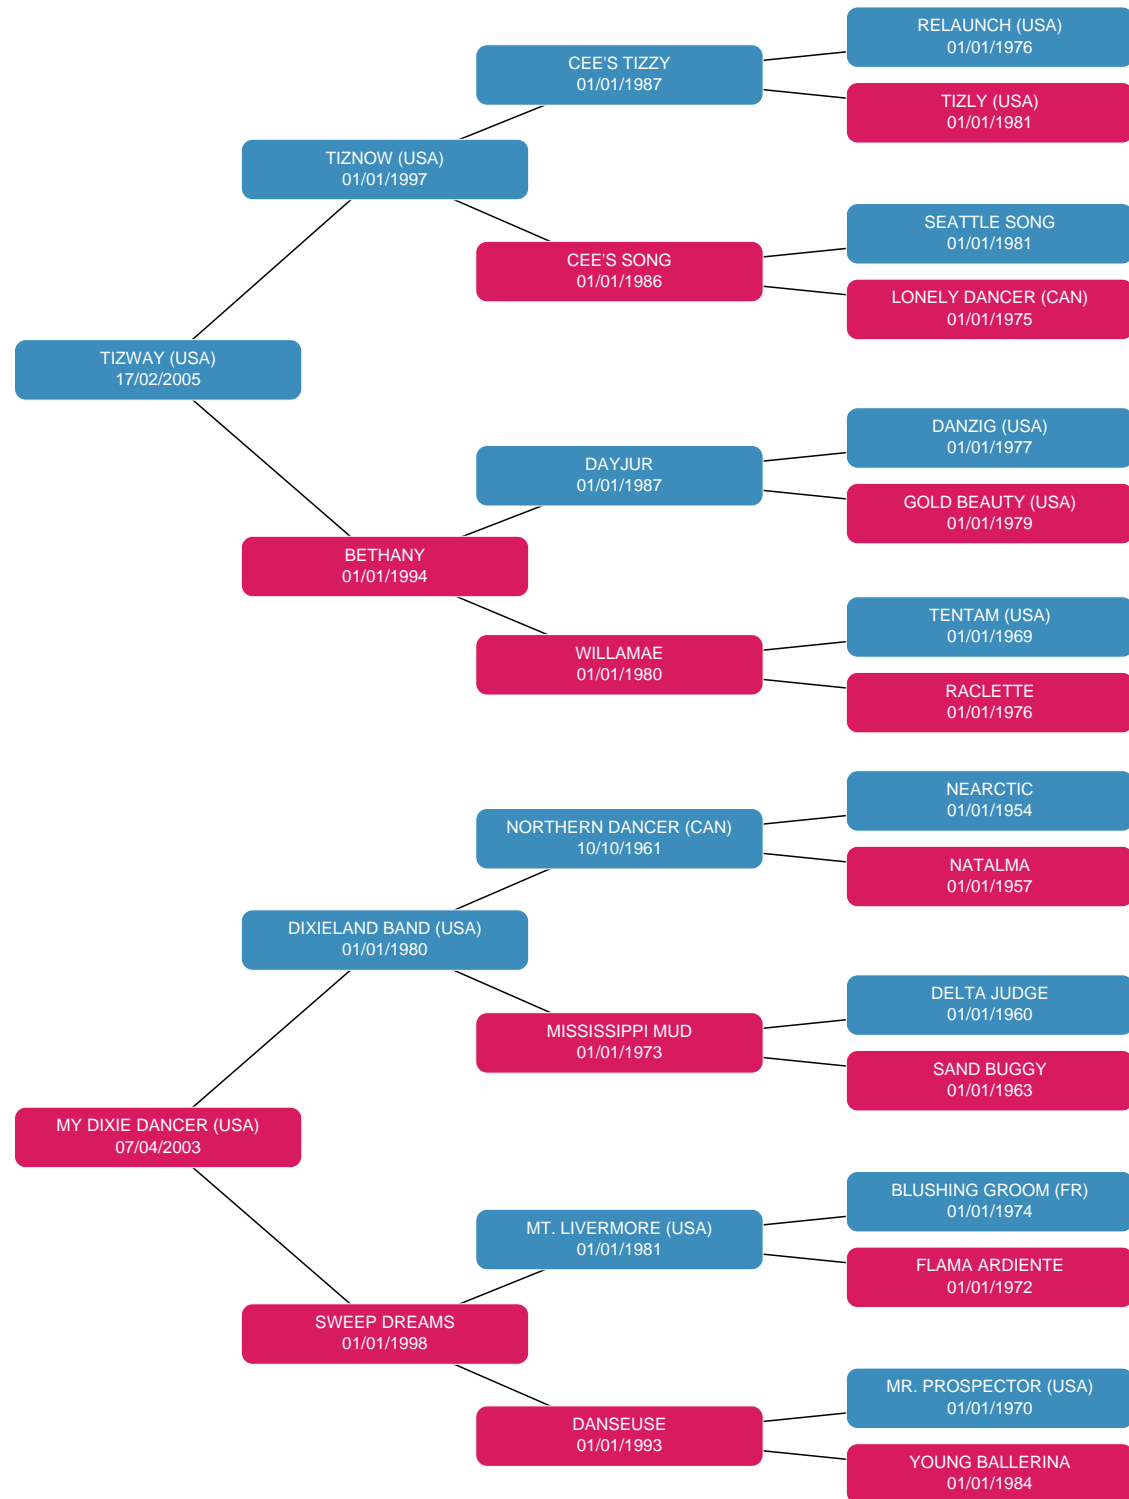 RELAUNCH (USA)
01/01/1976
CEE'S TIZZY
01/01/1987
TIZLY (USA)
01/01/1981
TIZNOW (USA)
01/01/1997
SEATTLE SONG
01/01/1981
CEE'S SONG
01/01/1986
LONELY DANCER (CAN)
01/01/1975
TIZWAY (USA)
17/02/2005
DANZIG (USA)
01/01/1977
DAYJUR
01/01/1987
GOLD BEAUTY (USA)
01/01/1979
BETHANY
01/01/1994
TENTAM (USA)
01/01/1969
WILLAMAE
01/01/1980
RACLETTE
01/01/1976
NEARCTIC
01/01/1954
NORTHERN DANCER (CAN)
10/10/1961
NATALMA
01/01/1957
DIXIELAND BAND (USA)
01/01/1980
DELTA JUDGE
01/01/1960
MISSISSIPPI MUD
01/01/1973
SAND BUGGY
01/01/1963
MY DIXIE DANCER (USA)
07/04/2003
BLUSHING GROOM (FR)
01/01/1974
MT. LIVERMORE (USA)
01/01/1981
FLAMA ARDIENTE
01/01/1972
SWEEP DREAMS
01/01/1998
MR. PROSPECTOR (USA)
01/01/1970
DANSEUSE
01/01/1993
YOUNG BALLERINA
01/01/1984